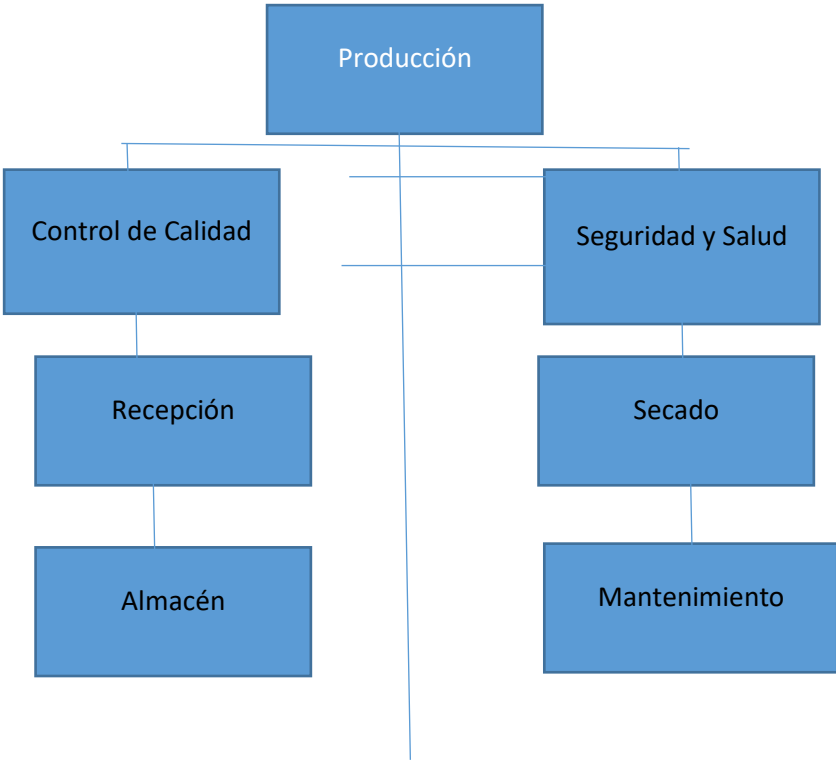 Producción
Control de Calidad
Seguridad y Salud
Recepción
Secado
Almacén
Mantenimiento